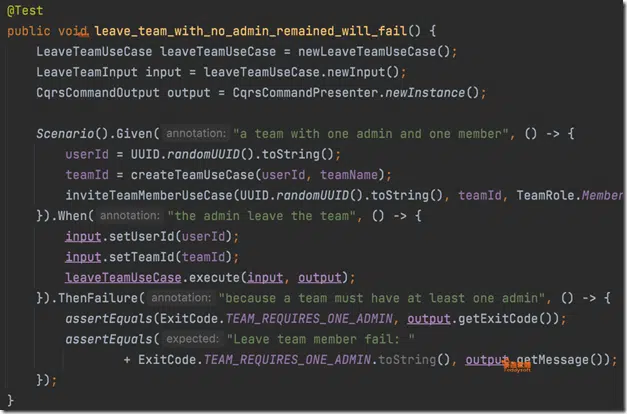 @Test
public void leave_team_with_no_admin_remained_will_fail() {
LeaveTeamUseCase leaveTeamUseCase = newLeaveTeamUseCase();
LeaveTeamInput input = leaveTeamUseCase.newInput();
CqrsCommandOutput output = CqrsCommandPresenter.newInstance();
Scenario().Given( annotation: "a team with one admin and one member", () -> {
userId = UUID.randomUUID().toString();
teamId = createTeamUseCase(userId, teamName);
inviteTeamMemberUseCase(UUID.randomUUID().toString(), teamId, TeamRole.Member
}).When( annotation: "the admin leave the team", () -> {
input.setUserId(userId);
input.setTeamId(teamId);
leaveTeamUseCase.execute(input, output);
}).ThenFailure( annotation: "because a team must have at least one admin", () -> {
assertEquals(ExitCode.TEAM_REQUIRES_ONE_ADMIN, output.getExitCode());
assertEquals( expected: "Leave team member fail: "
+ ExitCode.TEAM_REQUIRES_ONE_ADMIN.toString(), output.getMessage());
});
}